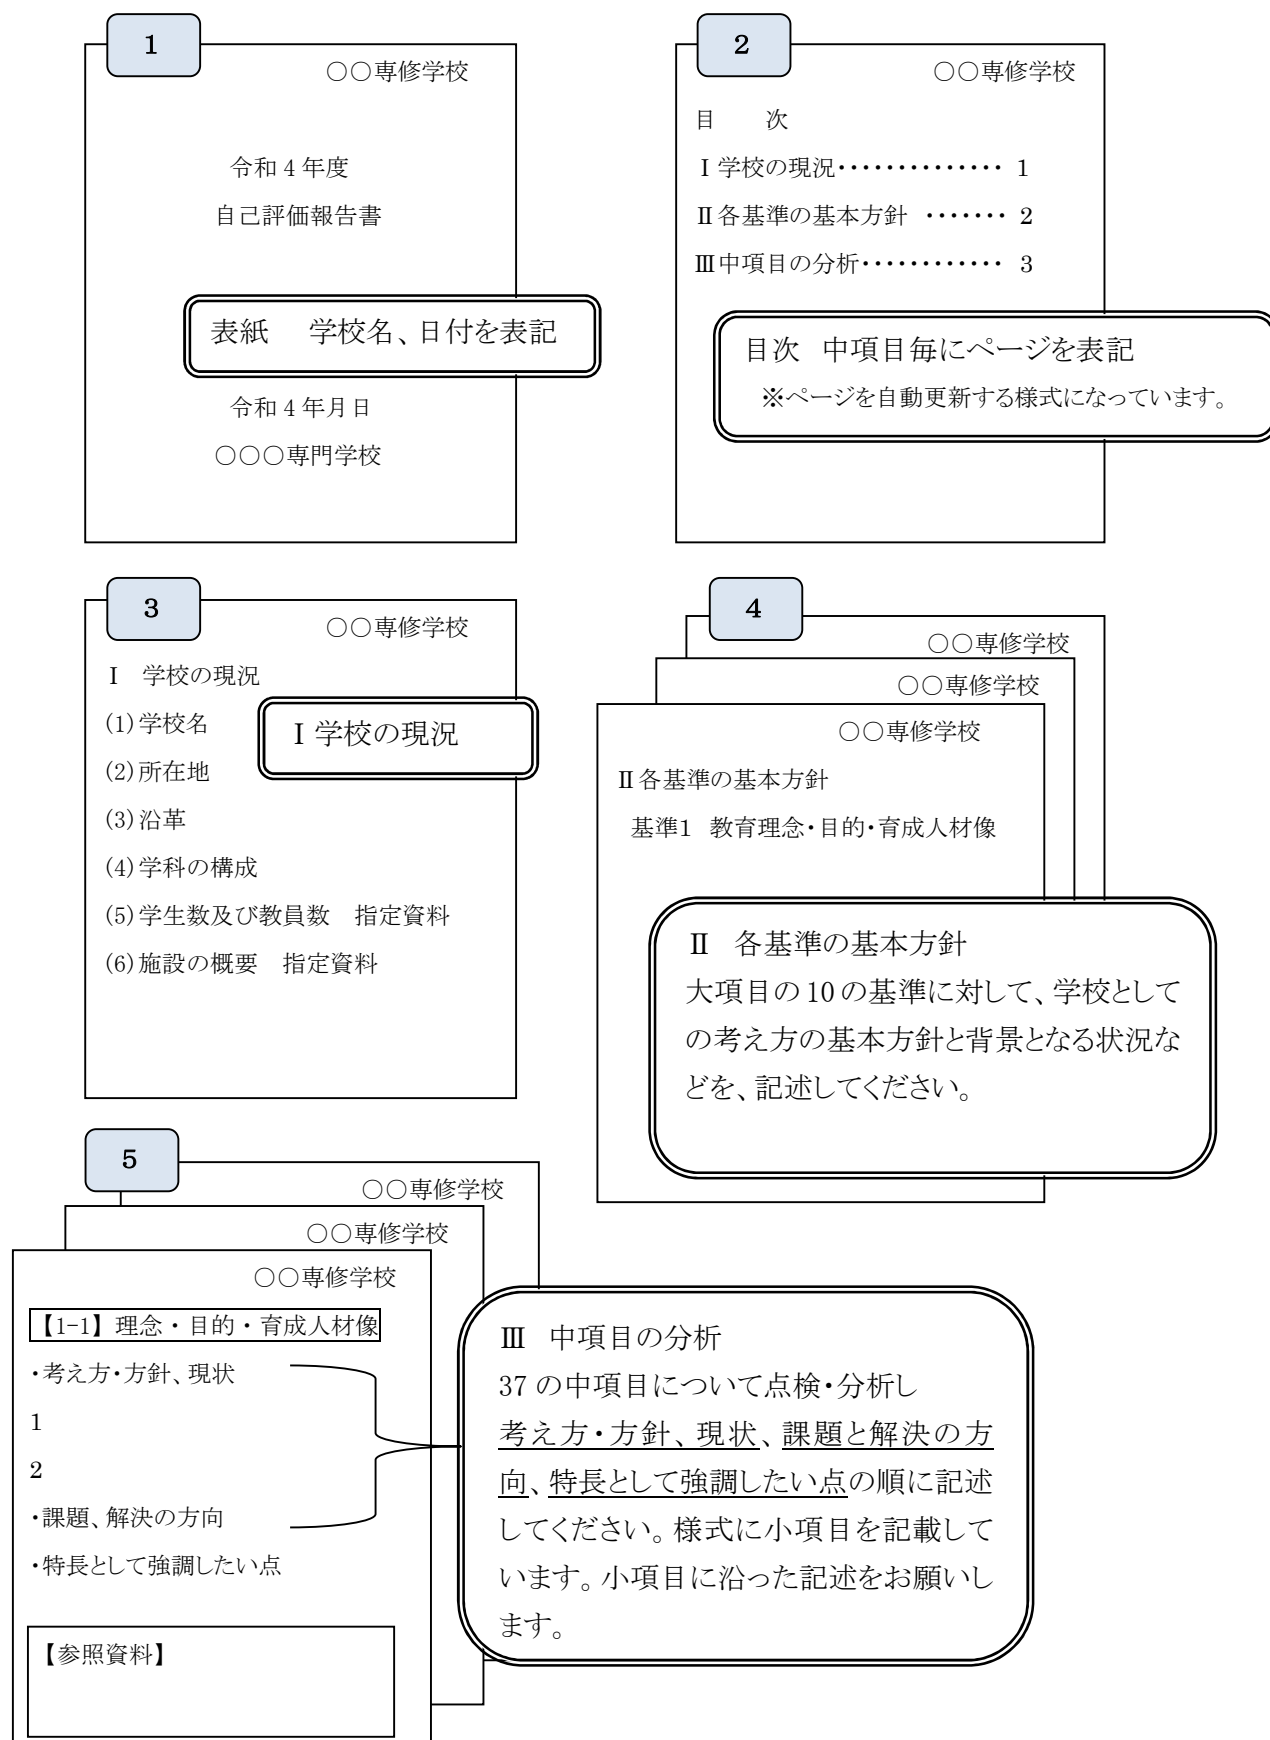 1
○○専修学校
令和 4 年度
自己評価報告書
表紙　学校名、日付を表記
令和 4 年月日
○○○専門学校
2
○○専修学校
目　　次
Ⅰ学校の現況‥‥‥‥‥‥‥ 1
Ⅱ各基準の基本方針 ‥‥‥・ 2
Ⅲ中項目の分析‥‥‥‥‥‥ 3
目次　中項目毎にページを表記
※ページを自動更新する様式になっています。
3
○○専修学校
Ⅰ　学校の現況
(1)学校名
(2)所在地
(3)沿革
(4)学科の構成
(5)学生数及び教員数　指定資料
(6)施設の概要　指定資料
Ⅰ学校の現況
4
○○専修学校
○○専修学校
○○専修学校
Ⅱ各基準の基本方針
基準1　教育理念・目的・育成人材像
Ⅱ　各基準の基本方針
大項目の 10 の基準に対して、学校として
の考え方の基本方針と背景となる状況な
どを、記述してください。
5
○○専修学校
○○専修学校
○○専修学校
【1-1】理念・目的・育成人材像
・考え方・方針、現状
1
2
・課題、解決の方向
・特長として強調したい点
【参照資料】
Ⅲ　中項目の分析
37 の中項目について点検・分析し
考え方・方針、現状、課題と解決の方
向、特長として強調したい点の順に記述
してください。様式に小項目を記載して
います。小項目に沿った記述をお願いし
ます。